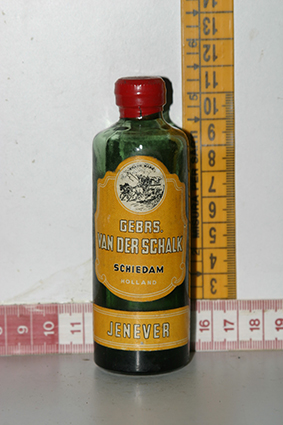 GEBRS.
VAN DER SCHALK
SCHIEDAM
HOLLAND
JENEVER
14
13
12
11
10
9
8
7
6
5
4
3
9 10 11
16 17 18 19